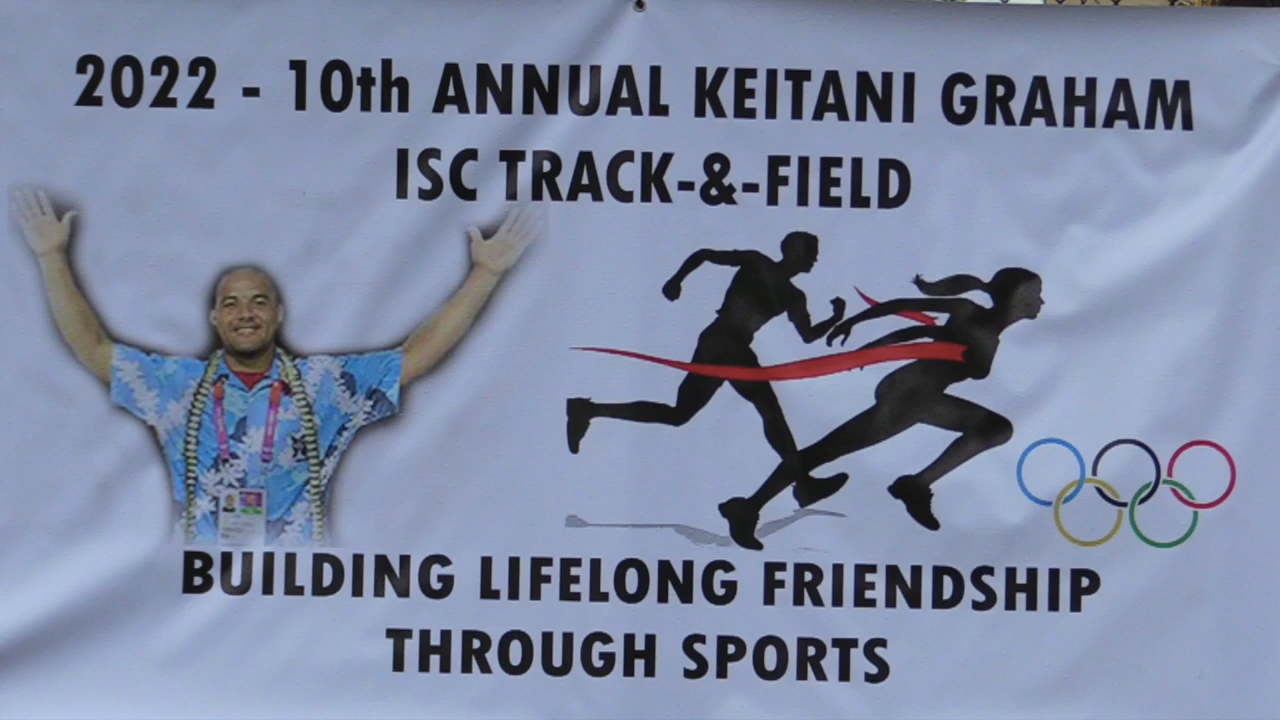 2022 - 10th ANNUAL KEITANI GRAHAM
ISC TRACK-&-FIELD
BUILDING LIFELONG FRIENDSHIP
THROUGH SPORTS